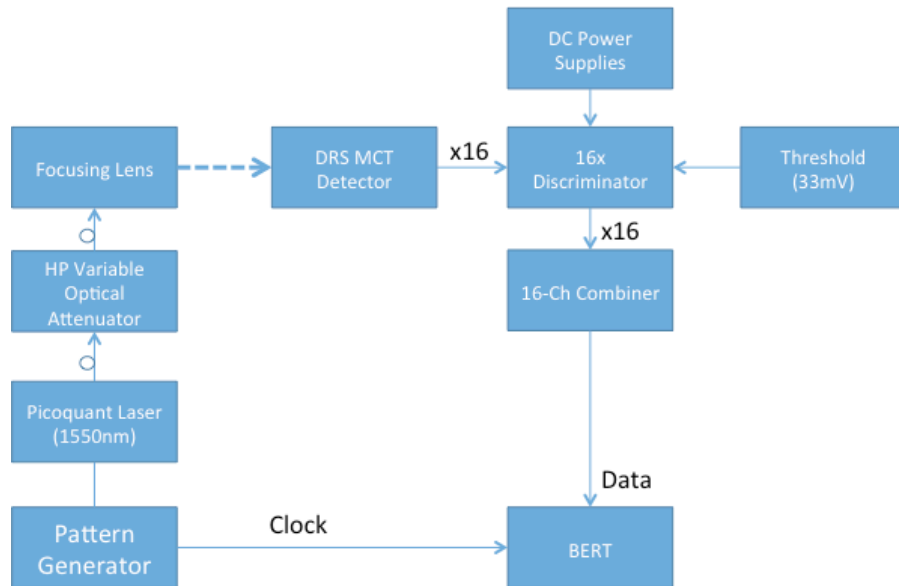 DC Power
Supplies
Focusing Lens
DRS MCT
Detector
x16
16x
Discriminator
Threshold
(33mV)
x16
HP Variable
Optical
Attenuator
16-Ch Combiner
Picoquant Laser
(1550nm)
Data
Clock
Pattern
Generator
BERT